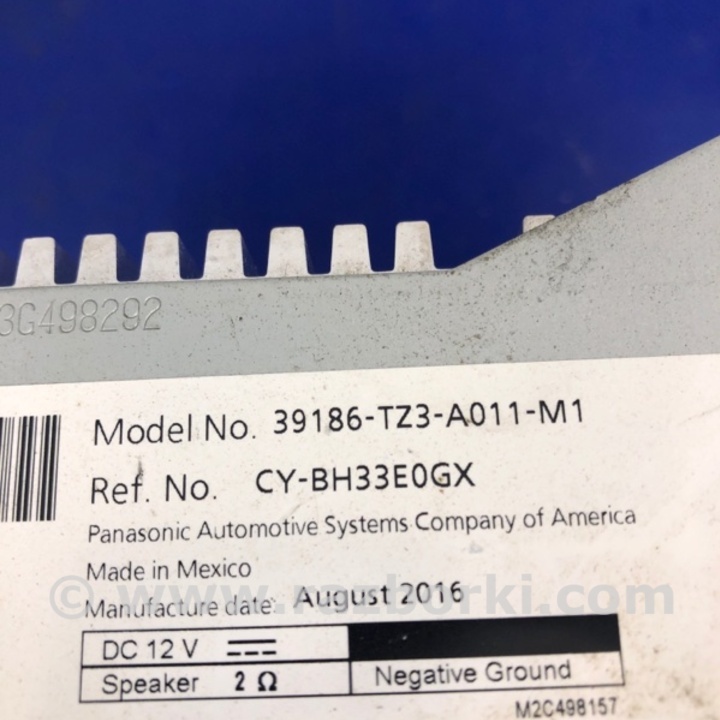 3G498292
Model No. 39186-TZ3-A011-M1
Ref. No. CY-BH33E0GX
Panasonic Automotive Systems Company of America
Made in Mexico
© www.razborki.com
Manufacture date: August 2016
DC 12 V
Speaker 2 Ω Negative Ground
M2C498157